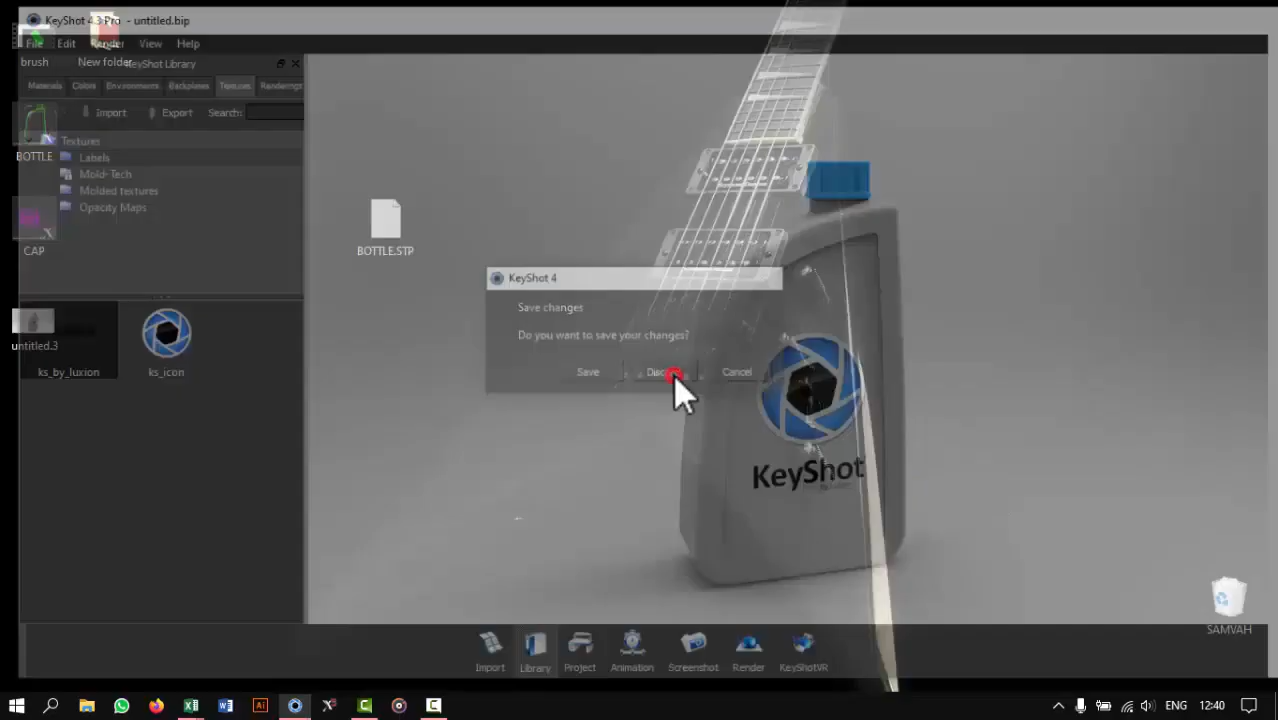 KeyShot 4.3 Pro - untitled.bip
File Edit Render View Help
brush
New folder
KeyShot Library
Materials Colors Environments Backplates Textures Renderings
Import Export Search:
Textures
BOTTLE
Labels
Mold-Tech
Molded textures
Opacity Maps
CAP
BOTTLE.STP
KeyShot 4
Save changes
Do you want to save your changes?
Save Cancel
untitled.3
ks_by_luxion
ks_icon
KeyShot
SAMVAH
Import Library Project Animation Screenshot Render KeyShotVR
ENG 12:40